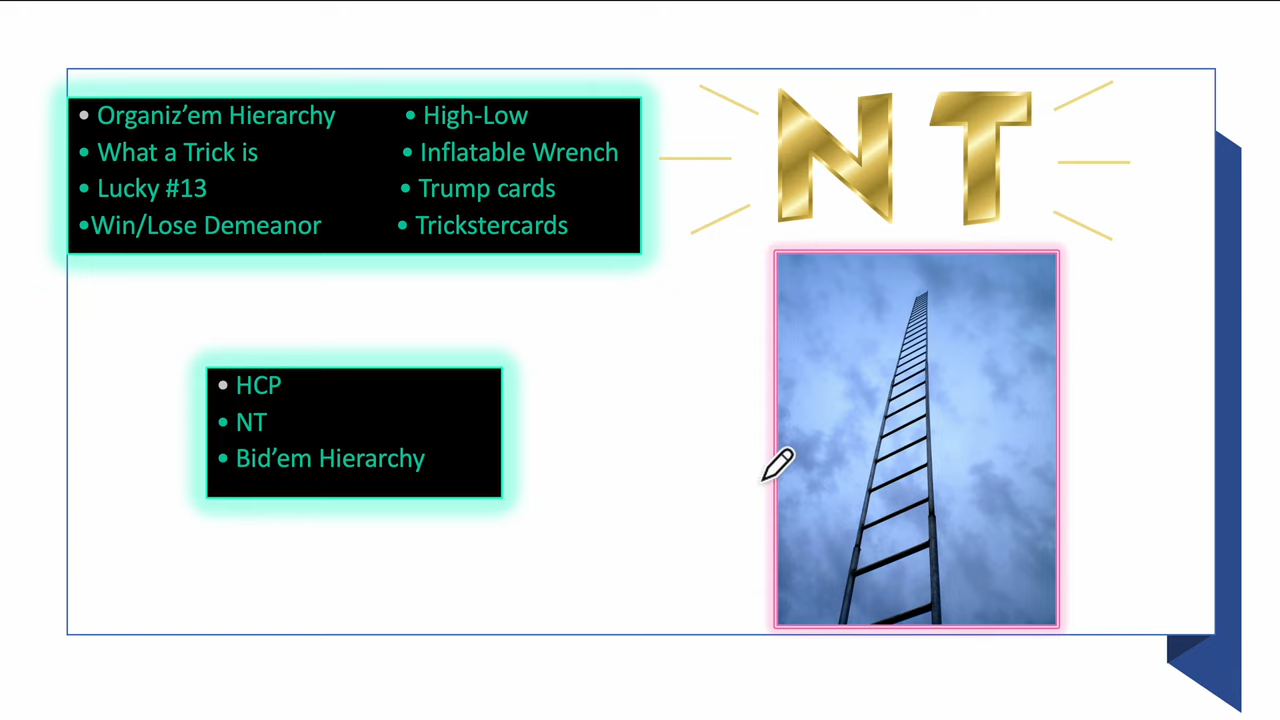 • Organiz’em Hierarchy
• What a Trick is
• Lucky #13
•Win/Lose Demeanor
• High-Low
• Inflatable Wrench
• Trump cards
• Trickstercards
NT
• HCP
• NT
• Bid’em Hierarchy